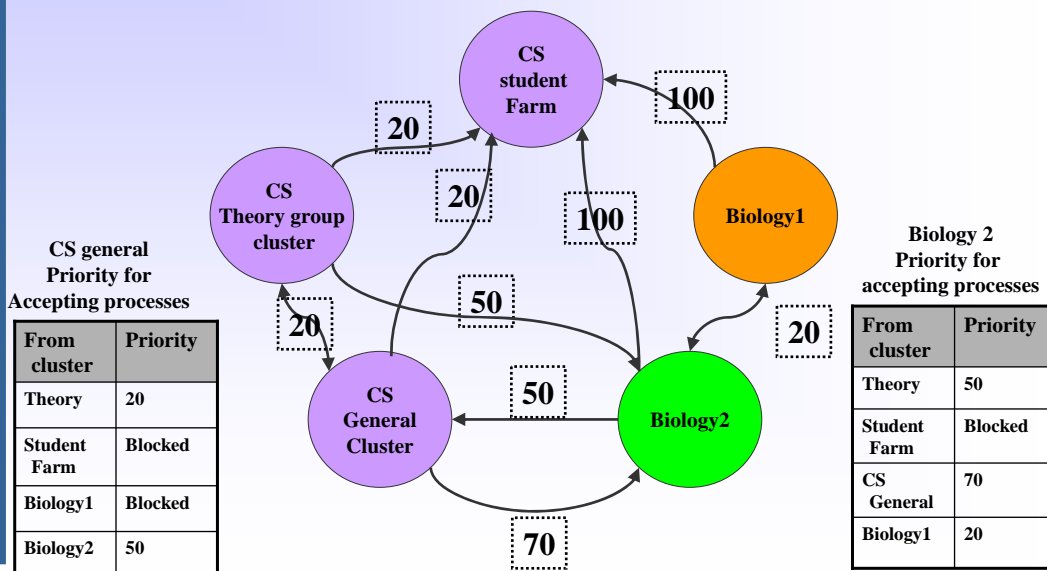 CS
student
Farm
100
20
20
100
CS
Theory group
cluster
Biology1
CS general
Priority for
Accepting processes
From
cluster
Priority
Theory
20
Student
Farm
Blocked
Biology1
Blocked
Biology2
50
20
50
20
50
CS
General
Cluster
Biology2
70
Biology 2
Priority for
accepting processes
From
cluster
Priority
Theory
50
Student
Farm
Blocked
CS
General
70
Biology1
20